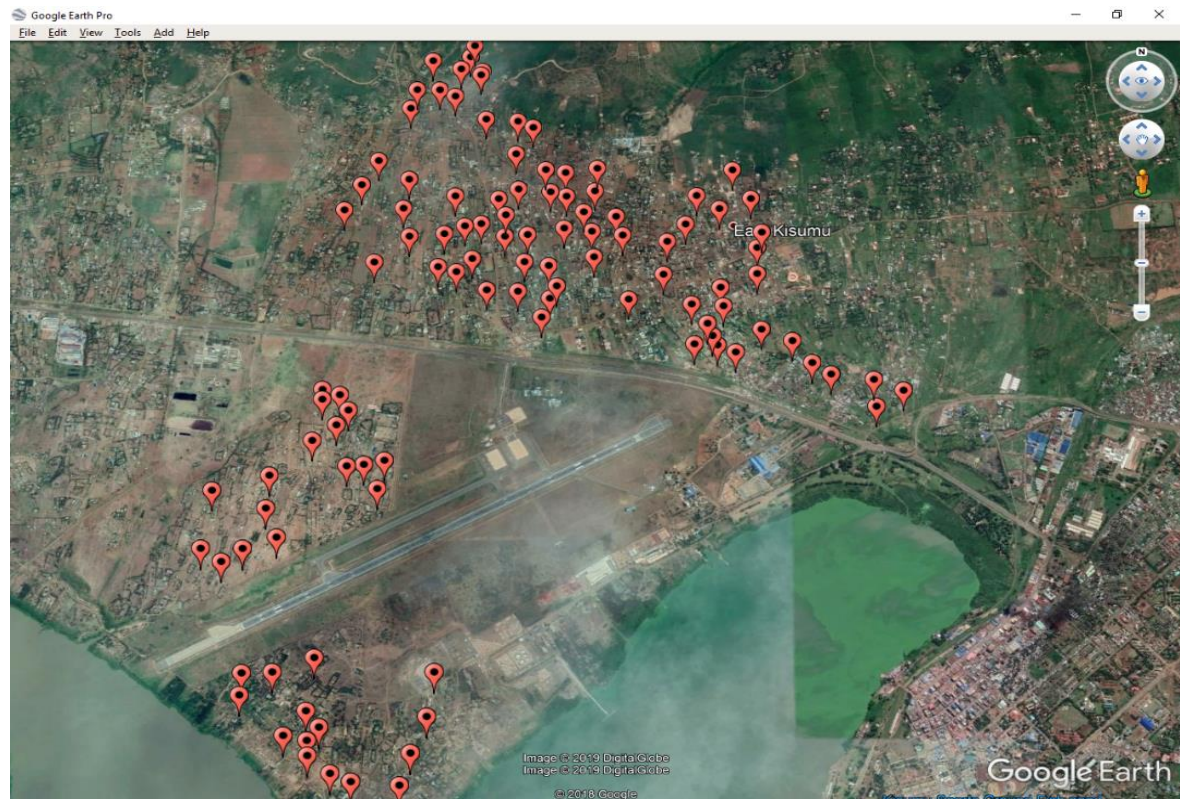 Google Earth Pro
File Edit View Tools Add Help
N
East Kisumu
Image © 2019 DigitalGlobe
Image © 2019 DigitalGlobe
© 2018 Google
Google Earth